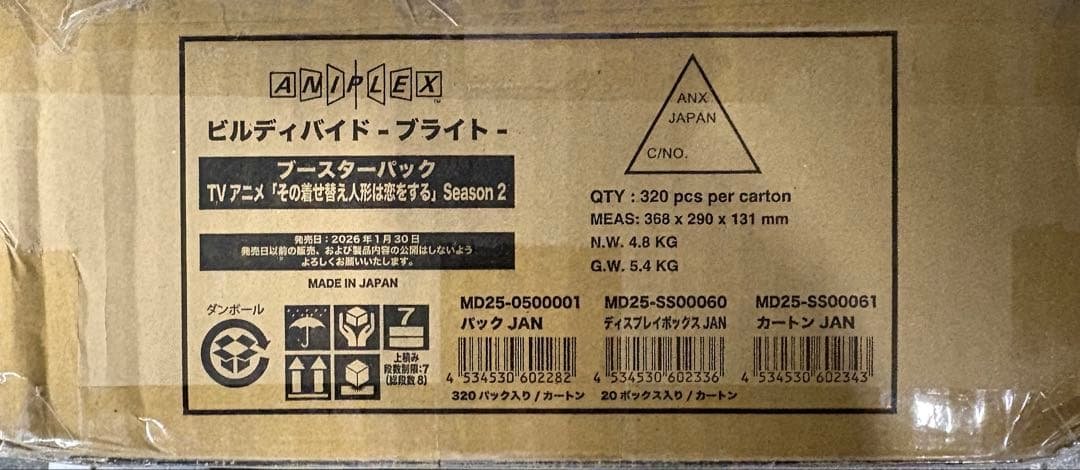 ANIPLEX™
ビルディバイド - ブライト -
ブースターパック
TVアニメ「その着せ替え人形は恋をする」Season 2
発売日：2026年1月30日
発売日以前の販売、および製品内容の公開はしないよう
よろしくお願いいたします。
MADE IN JAPAN
ANX
JAPAN
C/NO.
QTY : 320 pcs per carton
MEAS: 368 x 290 x 131 mm
N.W. 4.8 KG
G.W. 5.4 KG
ダンボール
7
上積み
段数制限:7
(総段数 8)
MD25-0500001
パック JAN
4 534530 602282
320 パック入り / カートン
MD25-SS00060
ディスプレイボックス JAN
4 534530 602336
20 ボックス入り / カートン
MD25-SS00061
カートン JAN
4 534530 602343